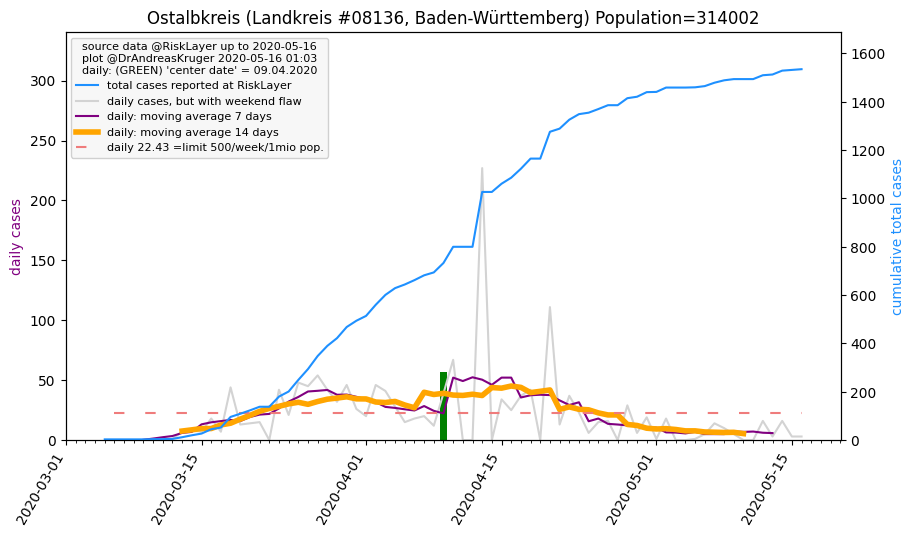 Ostalbkreis (Landkreis #08136, Baden-Württemberg) Population=314002
source data @RiskLayer up to 2020-05-16
plot @DrAndreasKruger 2020-05-16 01:03
daily: (GREEN) 'center date' = 09.04.2020
total cases reported at RiskLayer
daily cases, but with weekend flaw
daily: moving average 7 days
daily: moving average 14 days
daily 22.43 =limit 500/week/1mio pop.
daily cases
300
250
200
150
100
50
0
cumulative total cases
1600
1400
1200
1000
800
600
400
200
0
2020-03-01
2020-03-15
2020-04-01
2020-04-15
2020-05-01
2020-05-15